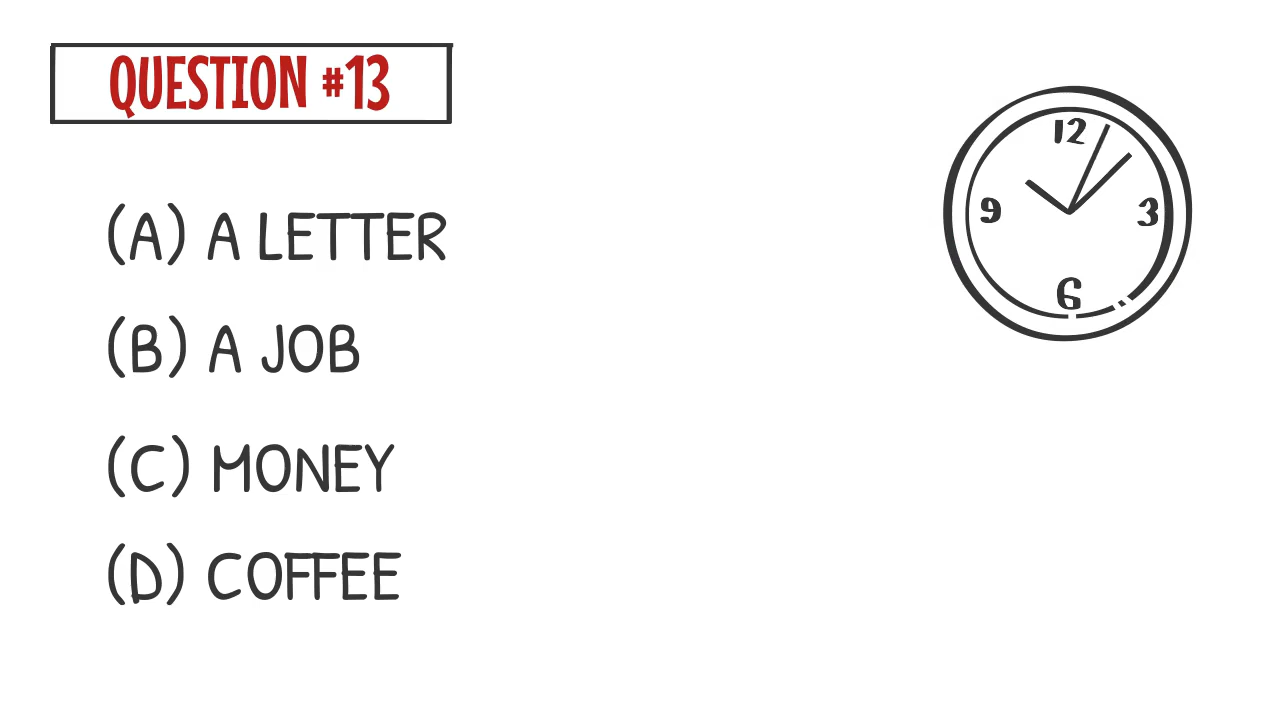 QUESTION #13
(A) A LETTER
(B) A JOB
(C) MONEY
(D) COFFEE
12
9
3
6